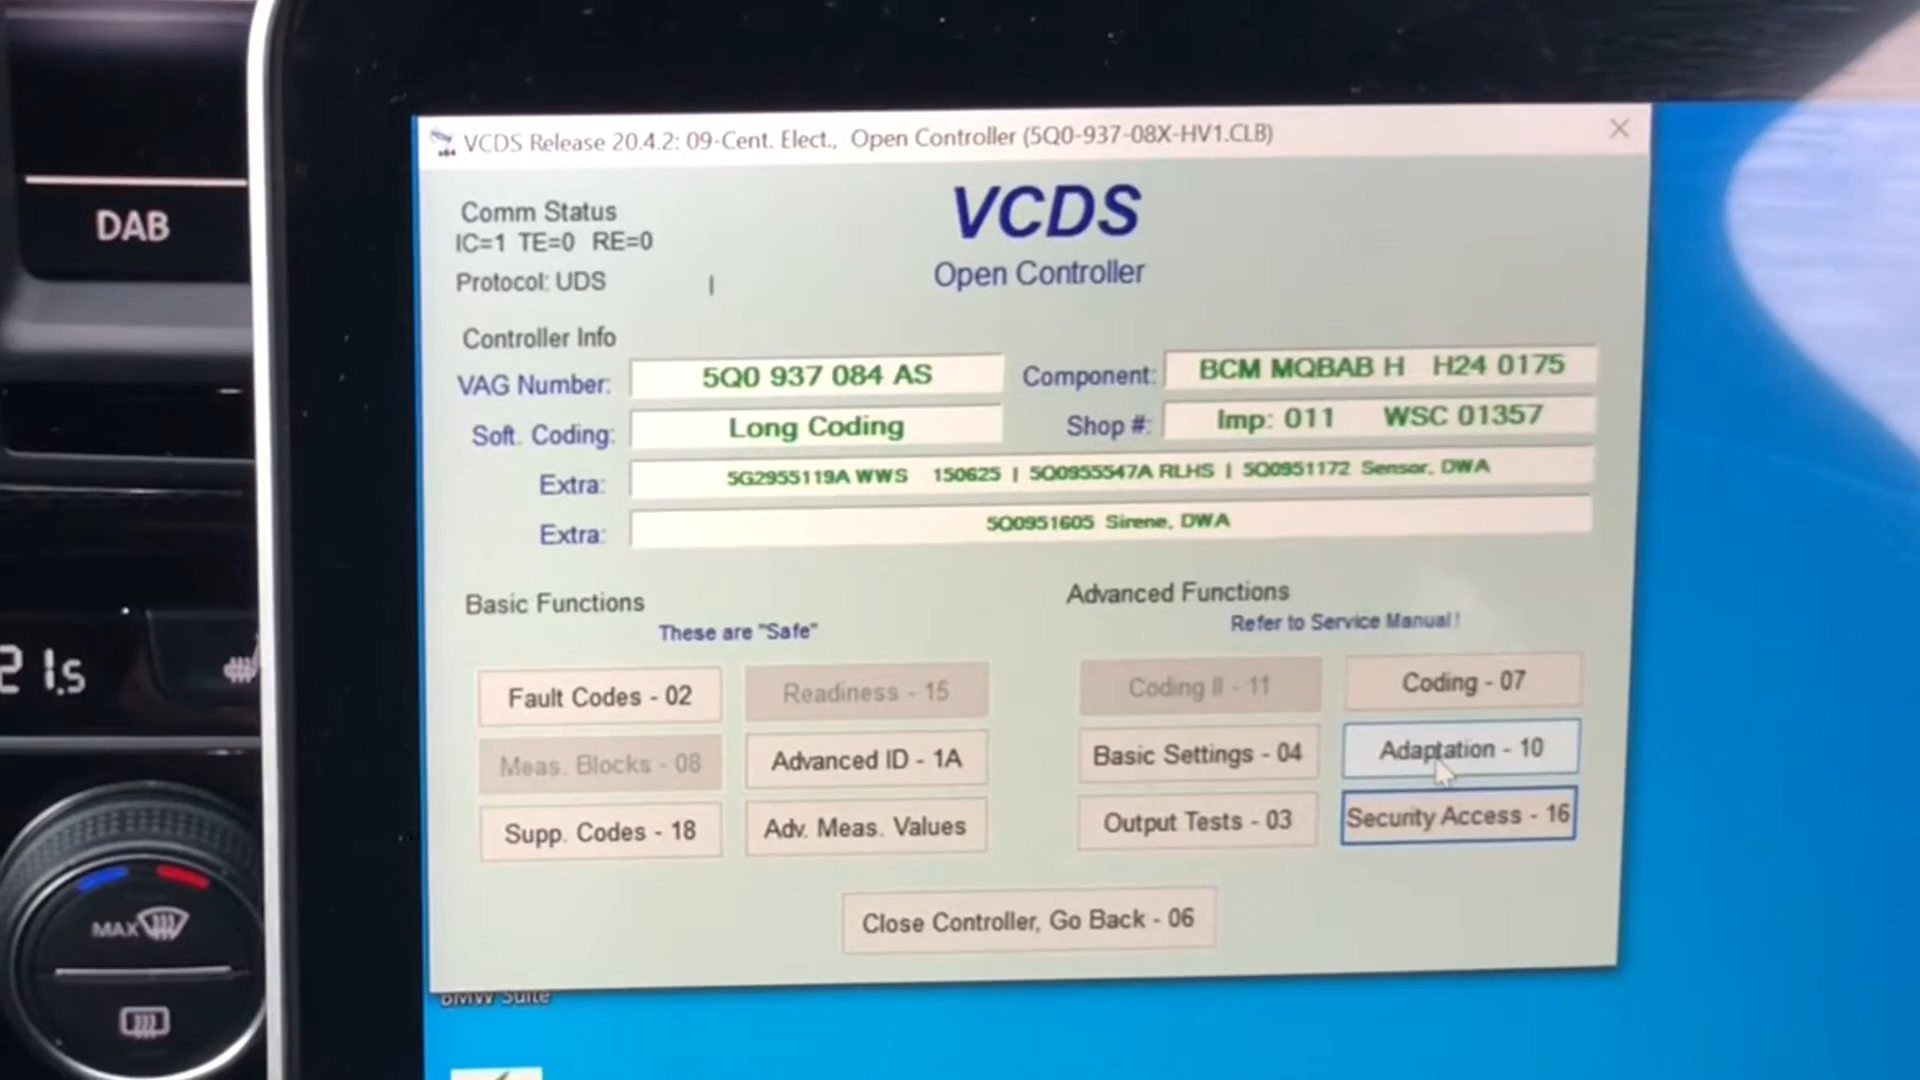 DAB
21.5
MAX
VCDS Release 20.4.2: 09-Cent. Elect., Open Controller (5Q0-937-08X-HV1.CLB)
Comm Status
IC=1 TE=0 RE=0
Protocol: UDS
|
VCDS
Open Controller
Controller Info
VAG Number: 5Q0 937 084 AS Component: BCM MQBAB H H24 0175
Soft. Coding: Long Coding Shop #: Imp: 011 WSC 01357
Extra: 5G2955119A WWS 150625 | 5Q0955547A RLHS | 5Q0951172 Sensor, DWA
Extra: 5Q0951605 Sirene, DWA
Basic Functions
These are "Safe"
Advanced Functions
Refer to Service Manual!
Fault Codes - 02 Readiness - 15 Coding II - 11 Coding - 07
Meas. Blocks - 08 Advanced ID - 1A Basic Settings - 04 Adaptation - 10
Supp. Codes - 18 Adv. Meas. Values Output Tests - 03 Security Access - 16
Close Controller, Go Back - 06
BMW Suite